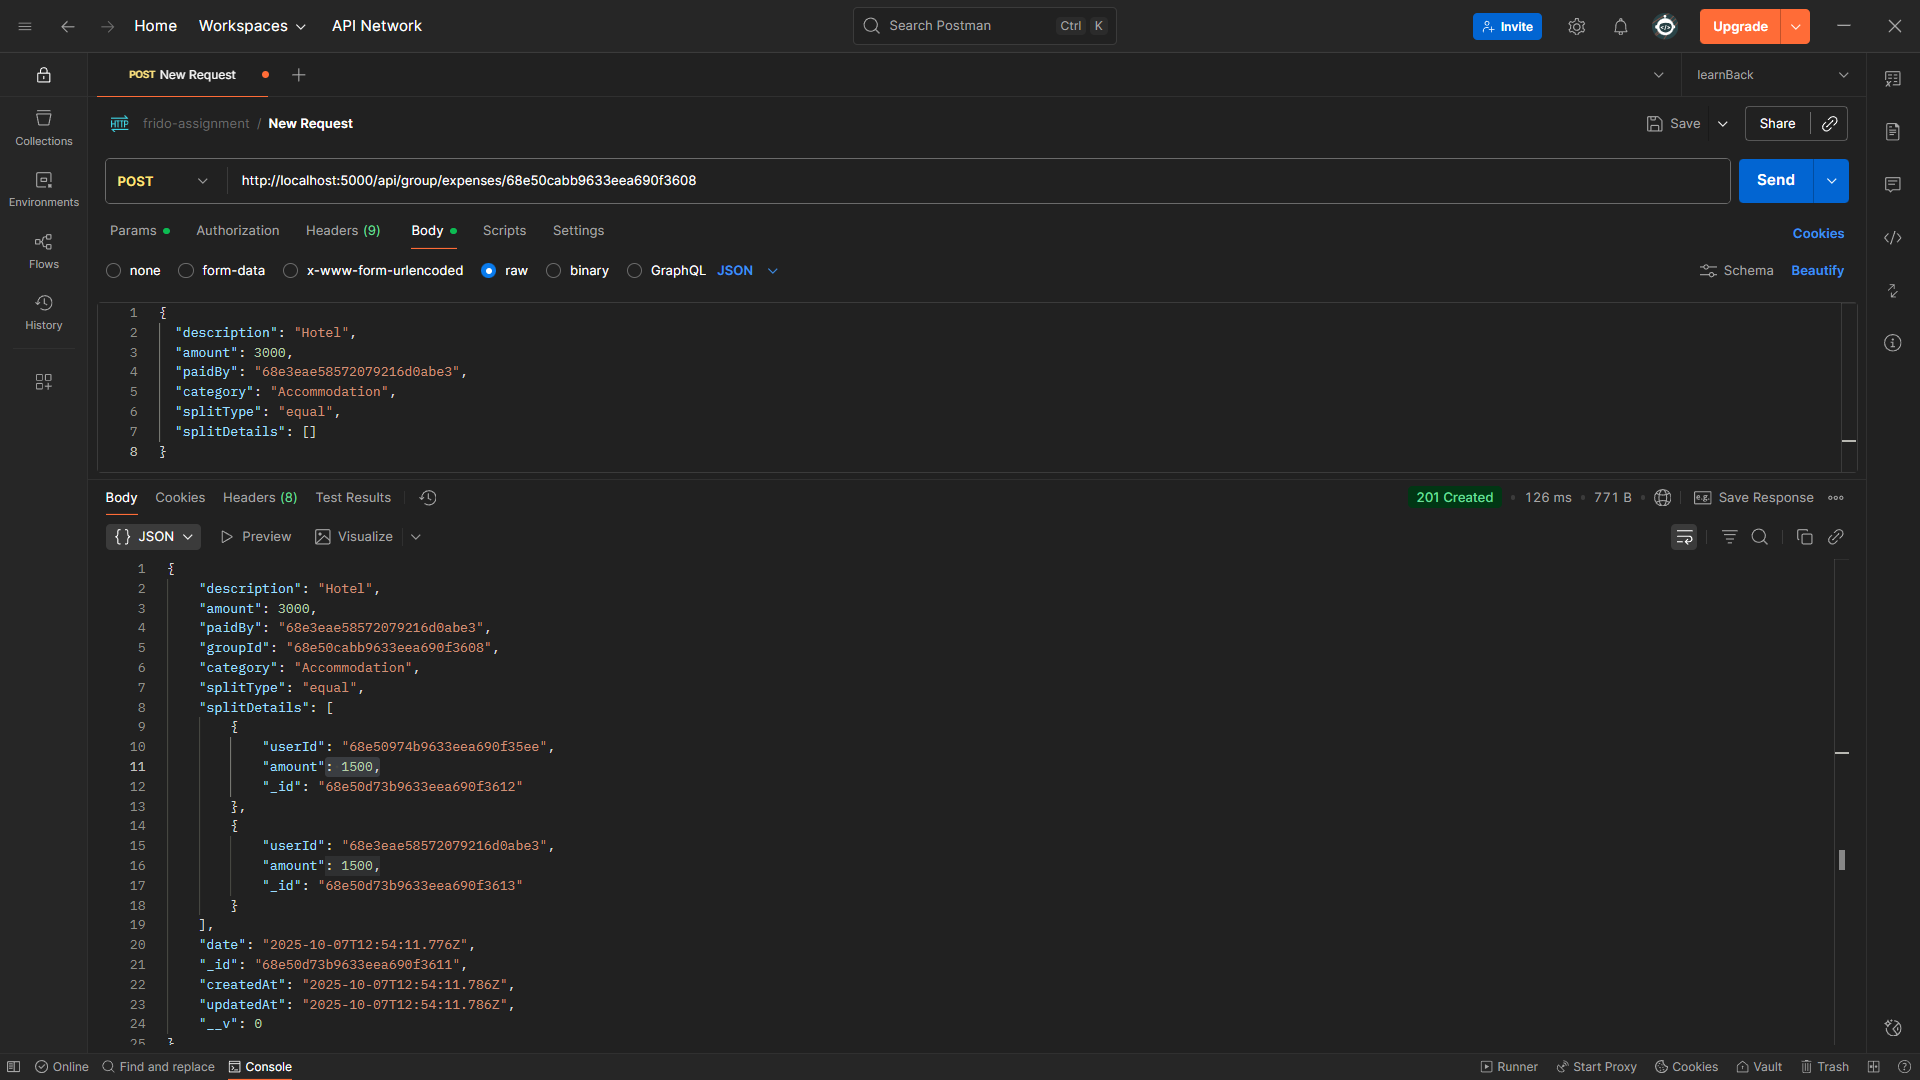 Home Workspaces API Network Search Postman Ctrl K Invite Upgrade
POST New Request learnBack
Collections
Environments
Flows
History
HTTP frido-assignment / New Request Save Share
POST http://localhost:5000/api/group/expenses/68e50cabb9633eea690f3608 Send
Params Authorization Headers (9) Body Scripts Settings Cookies
none form-data x-www-form-urlencoded raw binary GraphQL JSON Schema Beautify
1 {
2 "description": "Hotel",
3 "amount": 3000,
4 "paidBy": "68e3eae58572079216d0abe3",
5 "category": "Accommodation",
6 "splitType": "equal",
7 "splitDetails": []
8 }
Body Cookies Headers (8) Test Results 201 Created 126 ms 771 B e.g. Save Response
{} JSON Preview Visualize
1 {
2 "description": "Hotel",
3 "amount": 3000,
4 "paidBy": "68e3eae58572079216d0abe3",
5 "groupId": "68e50cabb9633eea690f3608",
6 "category": "Accommodation",
7 "splitType": "equal",
8 "splitDetails": [
9 {
10 "userId": "68e50974b9633eea690f35ee",
11 "amount": 1500,
12 "_id": "68e50d73b9633eea690f3612"
13 },
14 {
15 "userId": "68e3eae58572079216d0abe3",
16 "amount": 1500,
17 "_id": "68e50d73b9633eea690f3613"
18 }
19 ],
20 "date": "2025-10-07T12:54:11.776Z",
21 "_id": "68e50d73b9633eea690f3611",
22 "createdAt": "2025-10-07T12:54:11.786Z",
23 "updatedAt": "2025-10-07T12:54:11.786Z",
24 "__v": 0
25 }
Online Find and replace Console Runner Start Proxy Cookies Vault Trash